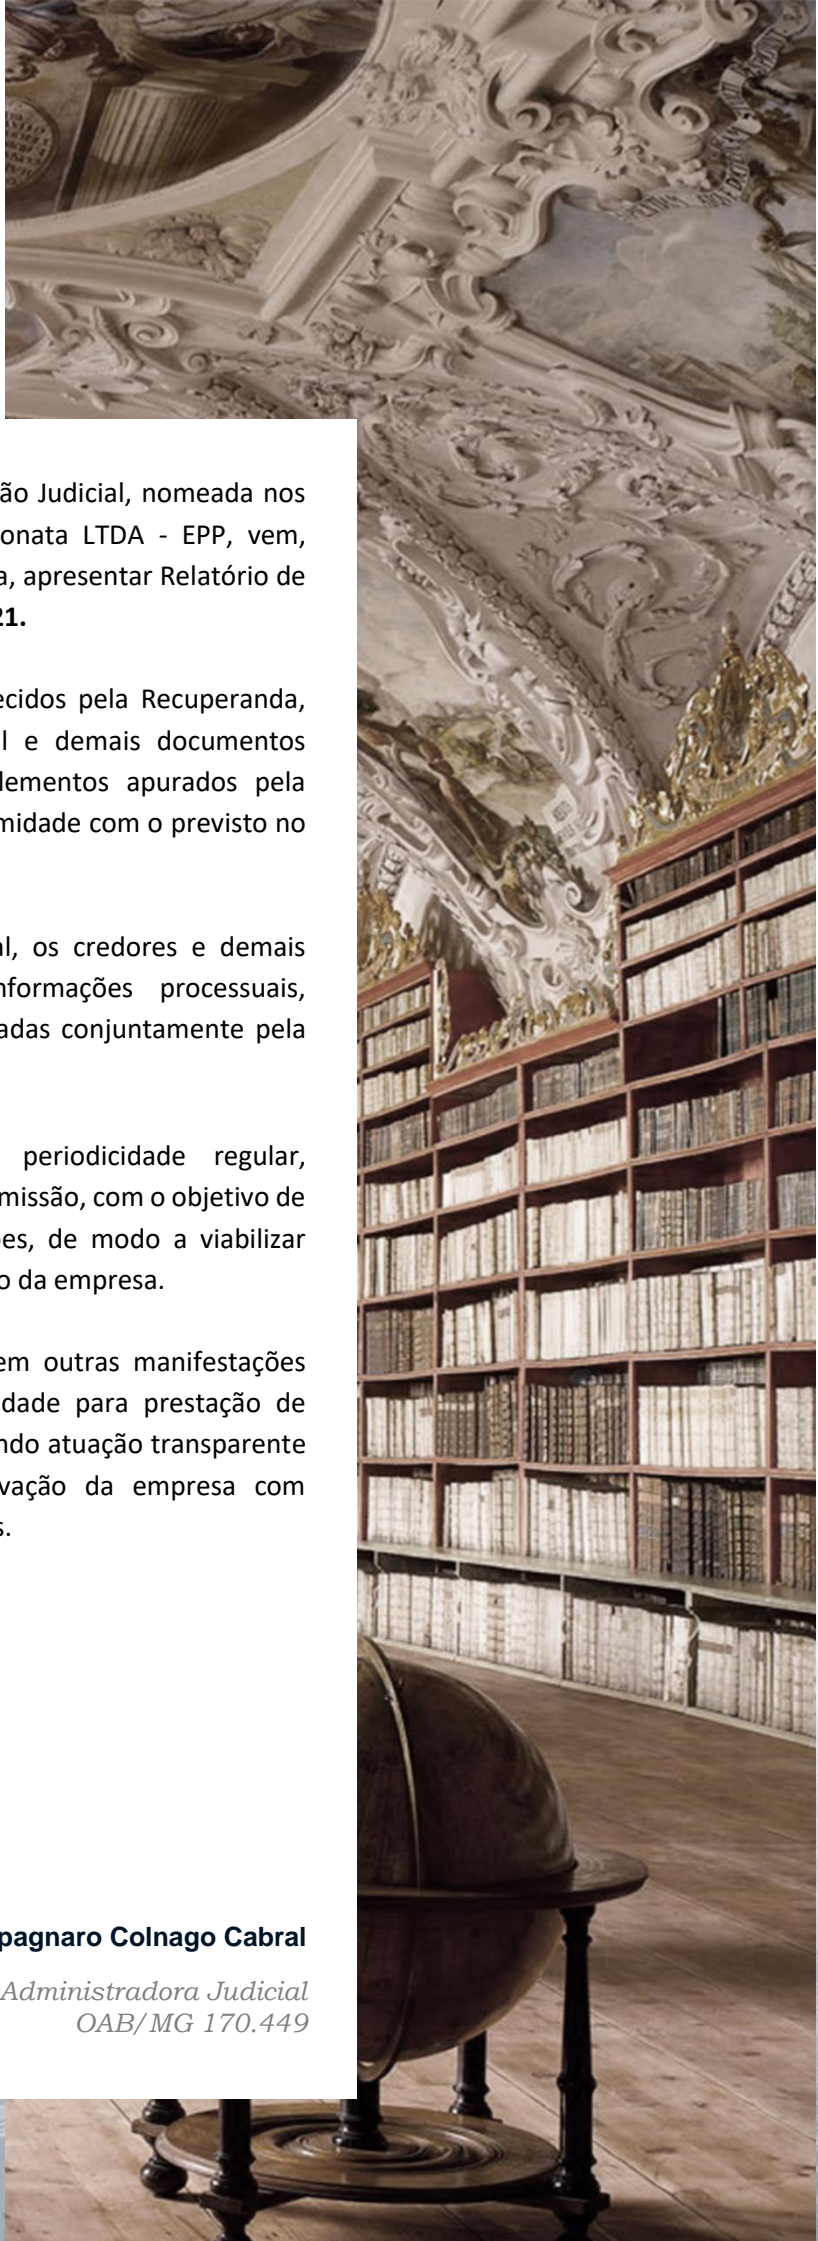 ão Judicial, nomeada nos
onata LTDA - EPP, vem,
a, apresentar Relatório de
21.
ecidos pela Recuperanda,
l e demais documentos
lementos apurados pela
midade com o previsto no
al, os credores e demais
nformações processuais,
adas conjuntamente pela
periodicidade regular,
missão, com o objetivo de
es, de modo a viabilizar
o da empresa.
em outras manifestações
idade para prestação de
ndo atuação transparente
vação da empresa com
s.
pagnaro Colnago Cabral
Administradora Judicial
OAB/MG 170.449